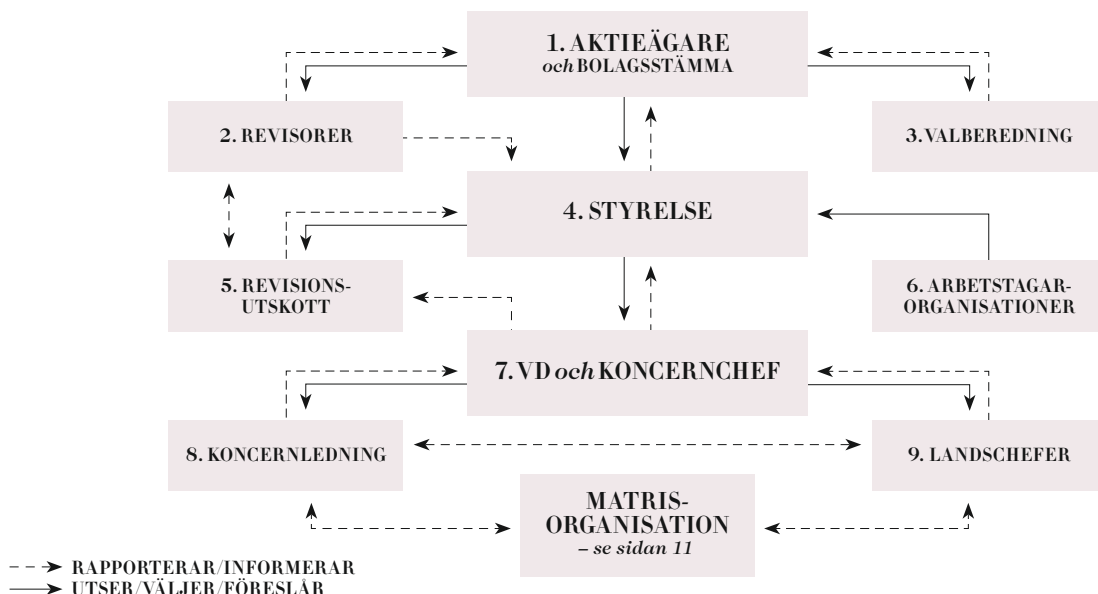 1. AKTIEÄGARE
och BOLAGSSTÄMMA
2. REVISORER
3. VALBEREDNING
4. STYRELSE
5. REVISIONS-
UTSKOTT
6. ARBETSTAGAR-
ORGANISATIONER
7. VD och KONCERNCHEF
8. KONCERNLEDNING
9. LANDSCHEFER
MATRIS-
ORGANISATION
– se sidan 11
RAPPORTERAR/INFORMERAR
UTSER/VÄLJER/FÖRESLÅR